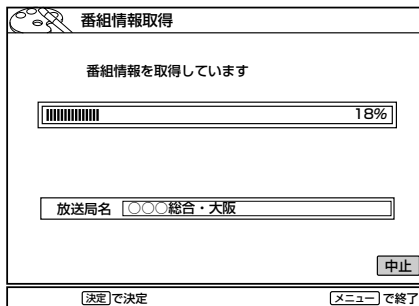 番組情報取得
番組情報を取得しています
18%
放送局名 ○○○総合・大阪
中止
決定で決定 メニューで終了